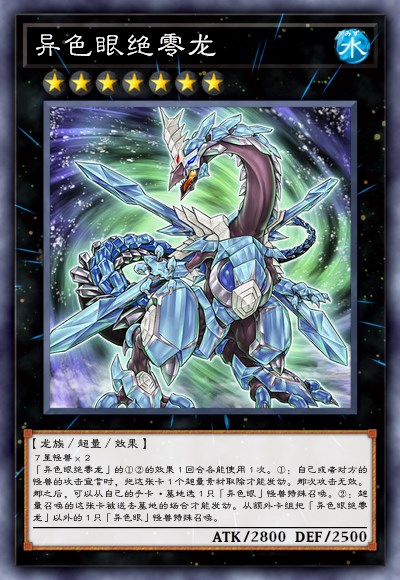 异色眼绝零龙
水
【龙族/超量/效果】
7星怪兽×2
「异色眼绝零龙」的①②的效果1回合各能使用1次。①:自己或者对方的
怪兽的攻击宣言时,把这张卡1个超量素材取除才能发动。那次攻击无效。
那之后,可以从自己的手卡·墓地选1只「异色眼」怪兽特殊召唤。②:超
量召唤的这张卡被送去墓地的场合才能发动。从额外卡组把「异色眼绝零
龙」以外的1只「异色眼」怪兽特殊召唤。
ATK/2800 DEF/2500